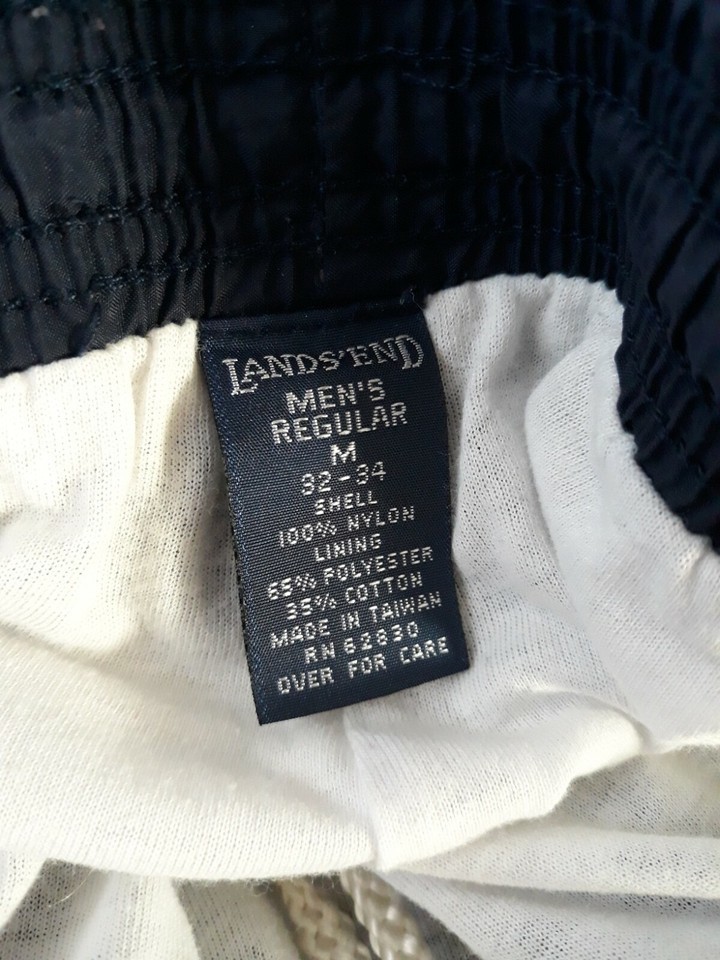 LANDS'END
MEN'S
REGULAR
M
32-34
SHELL
100% NYLON
LINING
65% POLYESTER
35% COTTON
MADE IN TAIWAN
RN 62830
OVER FOR CARE